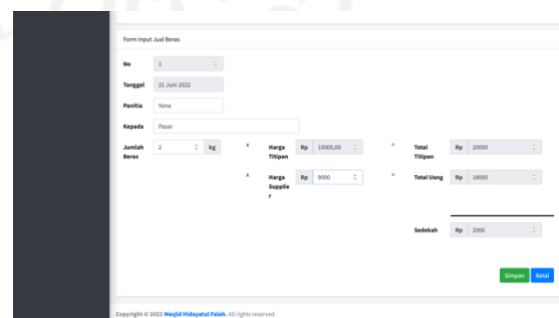 Form Input Jual Beras
No 1
Tanggal 21 Juni 2022
Panitia Yona
Kepada Pasar
Jumlah Beras 2 kg x Harga Titipan Rp 10000,00 = Total Titipan Rp 20000
x Harga Supplier Rp 9000 = Total Uang Rp 18000
Sedekah Rp 2000
Simpan Batal
Copyright © 2022 Masjid Hidayatul Falah. All rights reserved.